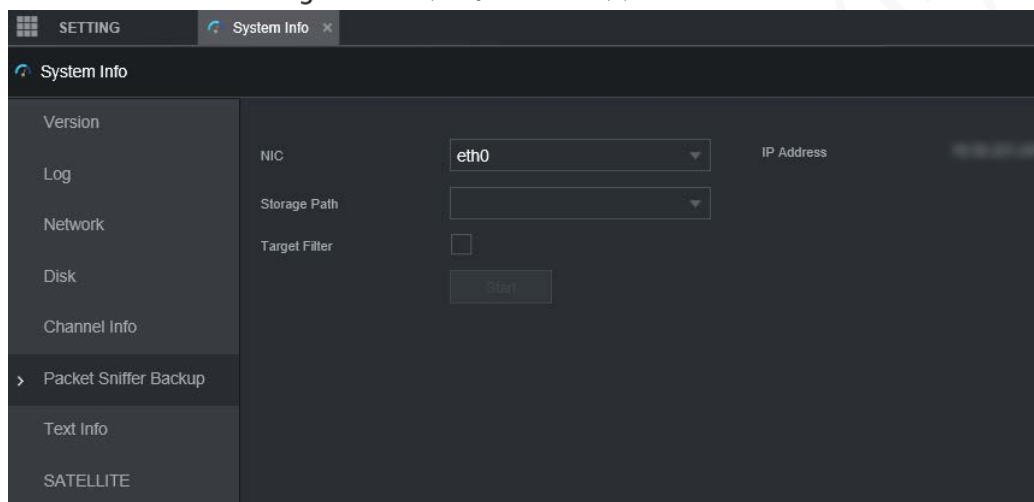 SETTING
System Info ×
System Info
Version
Log
Network
Disk
Channel Info
> Packet Sniffer Backup
Text Info
SATELLITE
NIC
eth0
IP Address
Storage Path
Target Filter
Start